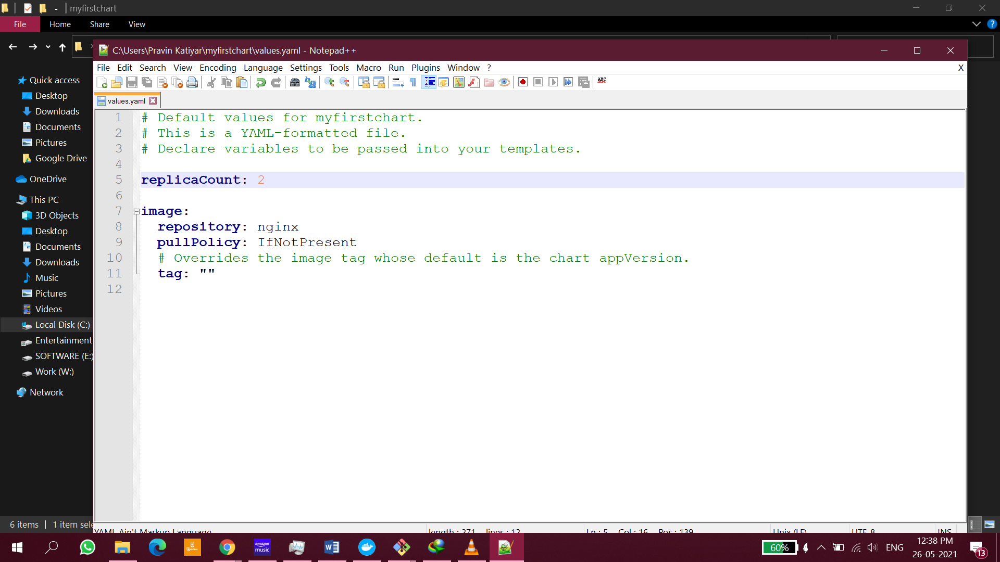 myfirstchart
File Home Share View
C:\Users\Pravin Katiyar\myfirstchart\values.yaml - Notepad++
File Edit Search View Encoding Language Settings Tools Macro Run Plugins Window ? X
values.yaml
1 # Default values for myfirstchart.
2 # This is a YAML-formatted file.
3 # Declare variables to be passed into your templates.
4
5 replicaCount: 2
6
7 image:
8 repository: nginx
9 pullPolicy: IfNotPresent
10 # Overrides the image tag whose default is the chart appVersion.
11 tag: ""
12
Quick access
Desktop
Downloads
Documents
Pictures
Google Drive
OneDrive
This PC
3D Objects
Desktop
Documents
Downloads
Music
Pictures
Videos
Local Disk (C:)
Entertainment
SOFTWARE (E:)
Work (W:)
Network
6 items 1 item sele
YAML Ain't Markup Language length : 271 lines : 12 Ln : 5 Col : 16 Pos : 139 Unix (LF) UTF-8 INS
amazon music
60% ENG 12:38 PM
26-05-2021
13